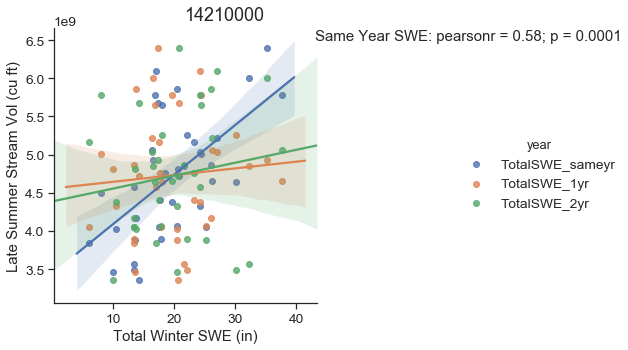 14210000
1e9
Same Year SWE: pearsonr = 0.58; p = 0.0001
6.5
6.0
5.5
5.0
4.5
4.0
3.5
Late Summer Stream Vol (cu ft)
10
20
30
40
Total Winter SWE (in)
year
TotalSWE_sameyr
TotalSWE_1yr
TotalSWE_2yr